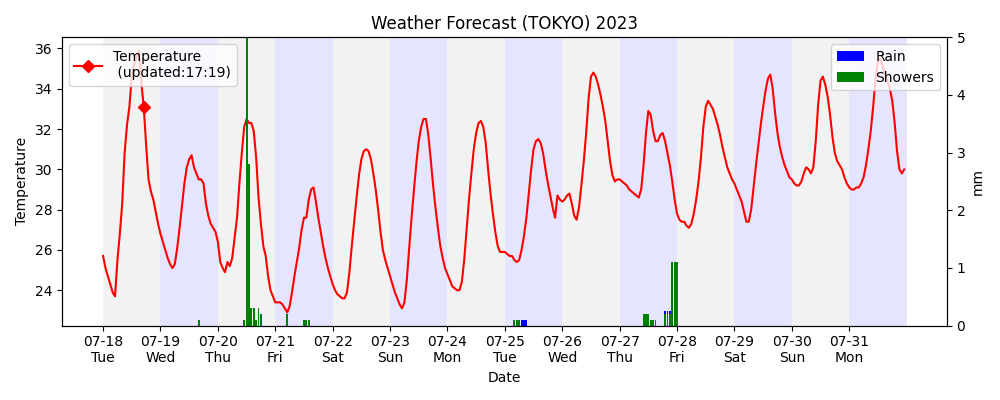 Weather Forecast (TOKYO) 2023
Temperature
(updated:17:19)
Rain
Showers
36
34
32
30
28
26
24
Temperature
5
4
3
2
1
0
mm
07-18 07-19 07-20 07-21 07-22 07-23 07-24 07-25 07-26 07-27 07-28 07-29 07-30 07-31
Tue Wed Thu Fri Sat Sun Mon Tue Wed Thu Fri Sat Sun Mon
Date